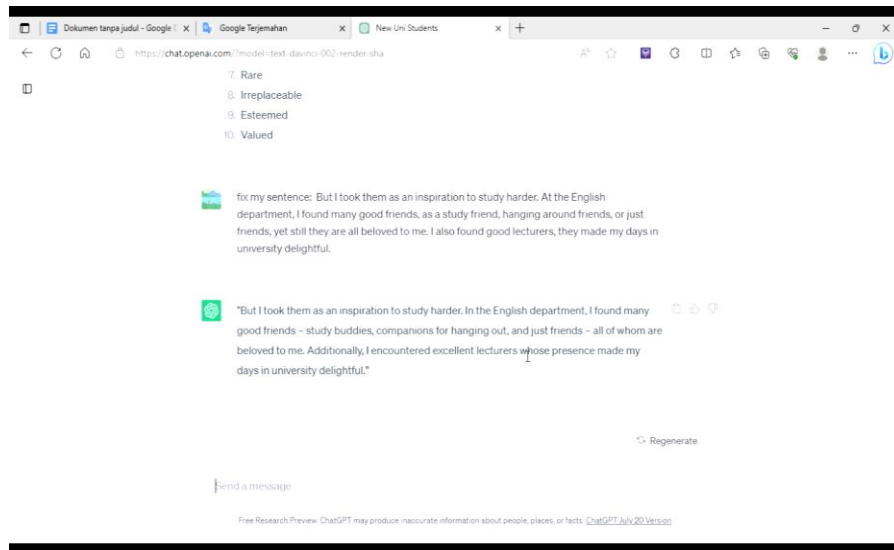 Dokumen tanpa judul - Google D
Google Terjemahan
New Uni Students
https://chat.openai.com/?model=text-davinci-002-render-sha
7. Rare
8. Irreplaceable
9. Esteemed
10. Valued
fix my sentence: But I took them as an inspiration to study harder. At the English
department, I found many good friends, as a study friend, hanging around friends, or just
friends, yet still they are all beloved to me. I also found good lecturers, they made my days in
university delightful.
"But I took them as an inspiration to study harder. In the English department, I found many
good friends – study buddies, companions for hanging out, and just friends – all of whom are
beloved to me. Additionally, I encountered excellent lecturers whose presence made my
days in university delightful."
Regenerate
Send a message
Free Research Preview. ChatGPT may produce inaccurate information about people, places, or facts. ChatGPT July 20 Version